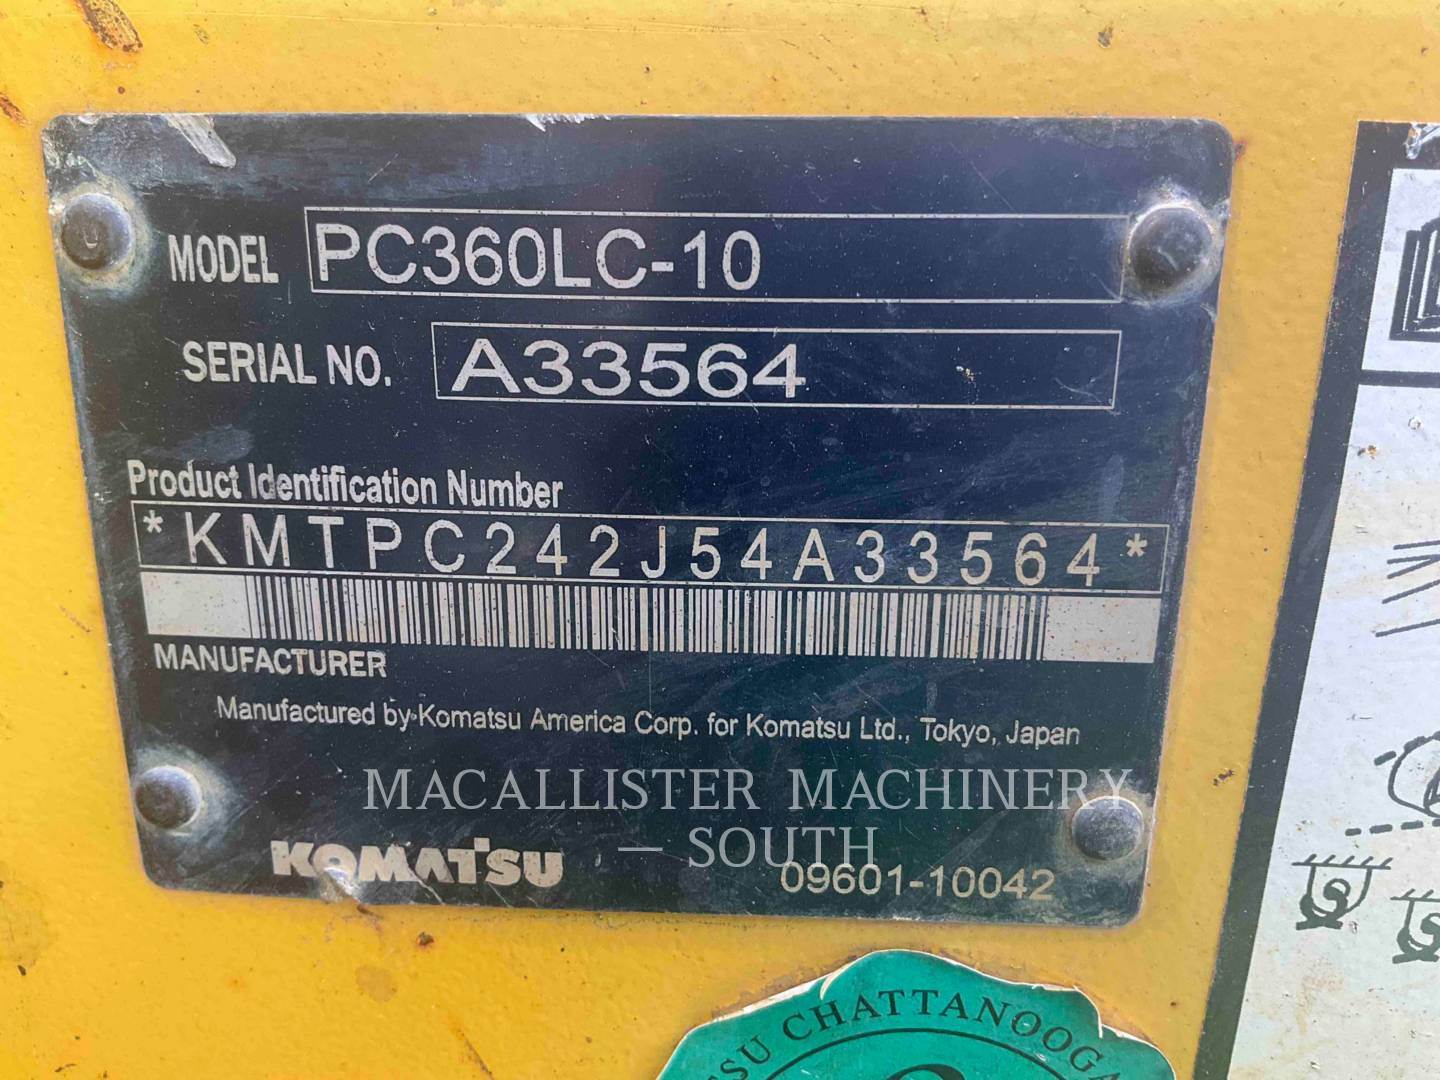 MODEL PC360LC-10
SERIAL NO. A33564
Product Identification Number
*KMTPC242J54A33564*
MANUFACTURER
Manufactured by Komatsu America Corp. for Komatsu Ltd., Tokyo, Japan
MACALLISTER MACHINERY
— SOUTH
KOMATSU 09601-10042
CHATTANOOGA